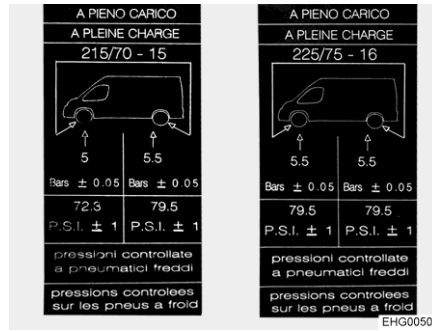 A PIENO CARICO
A PLEINE CHARGE
215/70 - 15
5 5.5
Bars ± 0.05 Bars ± 0.05
72.3 79.5
P.S.I. ± 1 P.S.I. ± 1
pressioni controllate
a pneumatici freddi
pressions controlees
sur les pneus a froid
A PIENO CARICO
A PLEINE CHARGE
225/75 - 16
5.5 5.5
Bars ± 0.05 Bars ± 0.05
79.5 79.5
P.S.I. ± 1 P.S.I. ± 1
pressioni controllate
a pneumatici freddi
pressions controlees
sur les pneus a froid
EHG0050